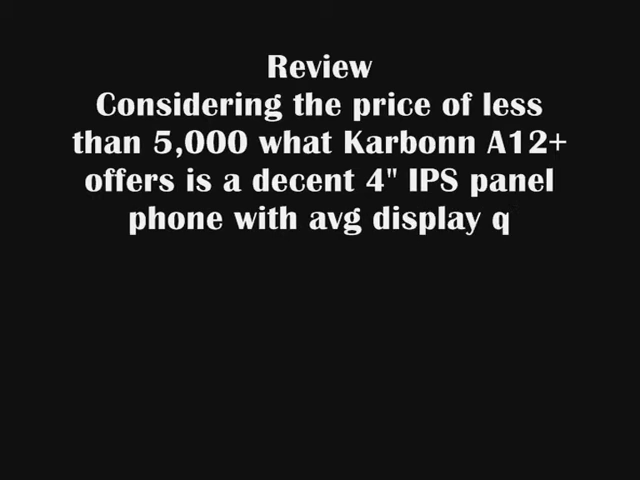 Review
Considering the price of less
than 5,000 what Karbonn A12+
offers is a decent 4" IPS panel
phone with avg display q